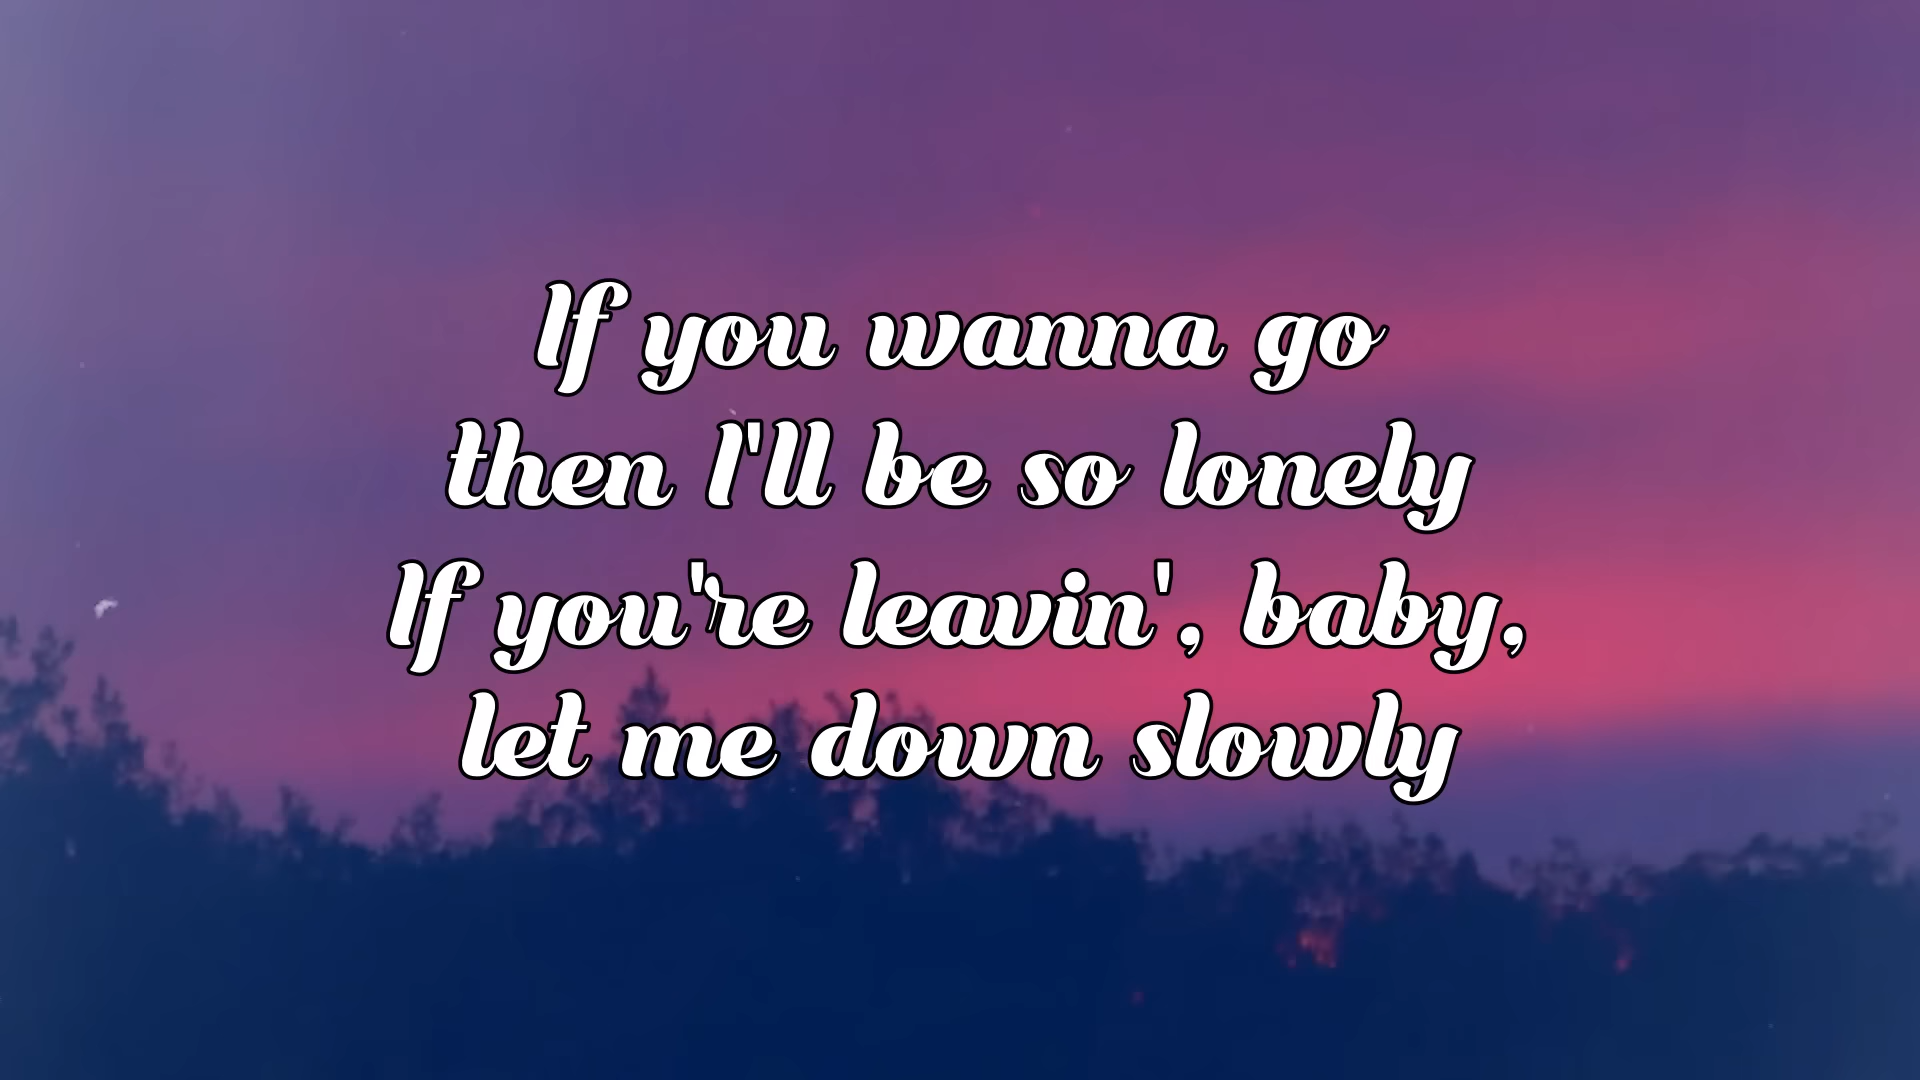 If you wanna go
then I'll be so lonely
If you're leavin', baby,
let me down slowly